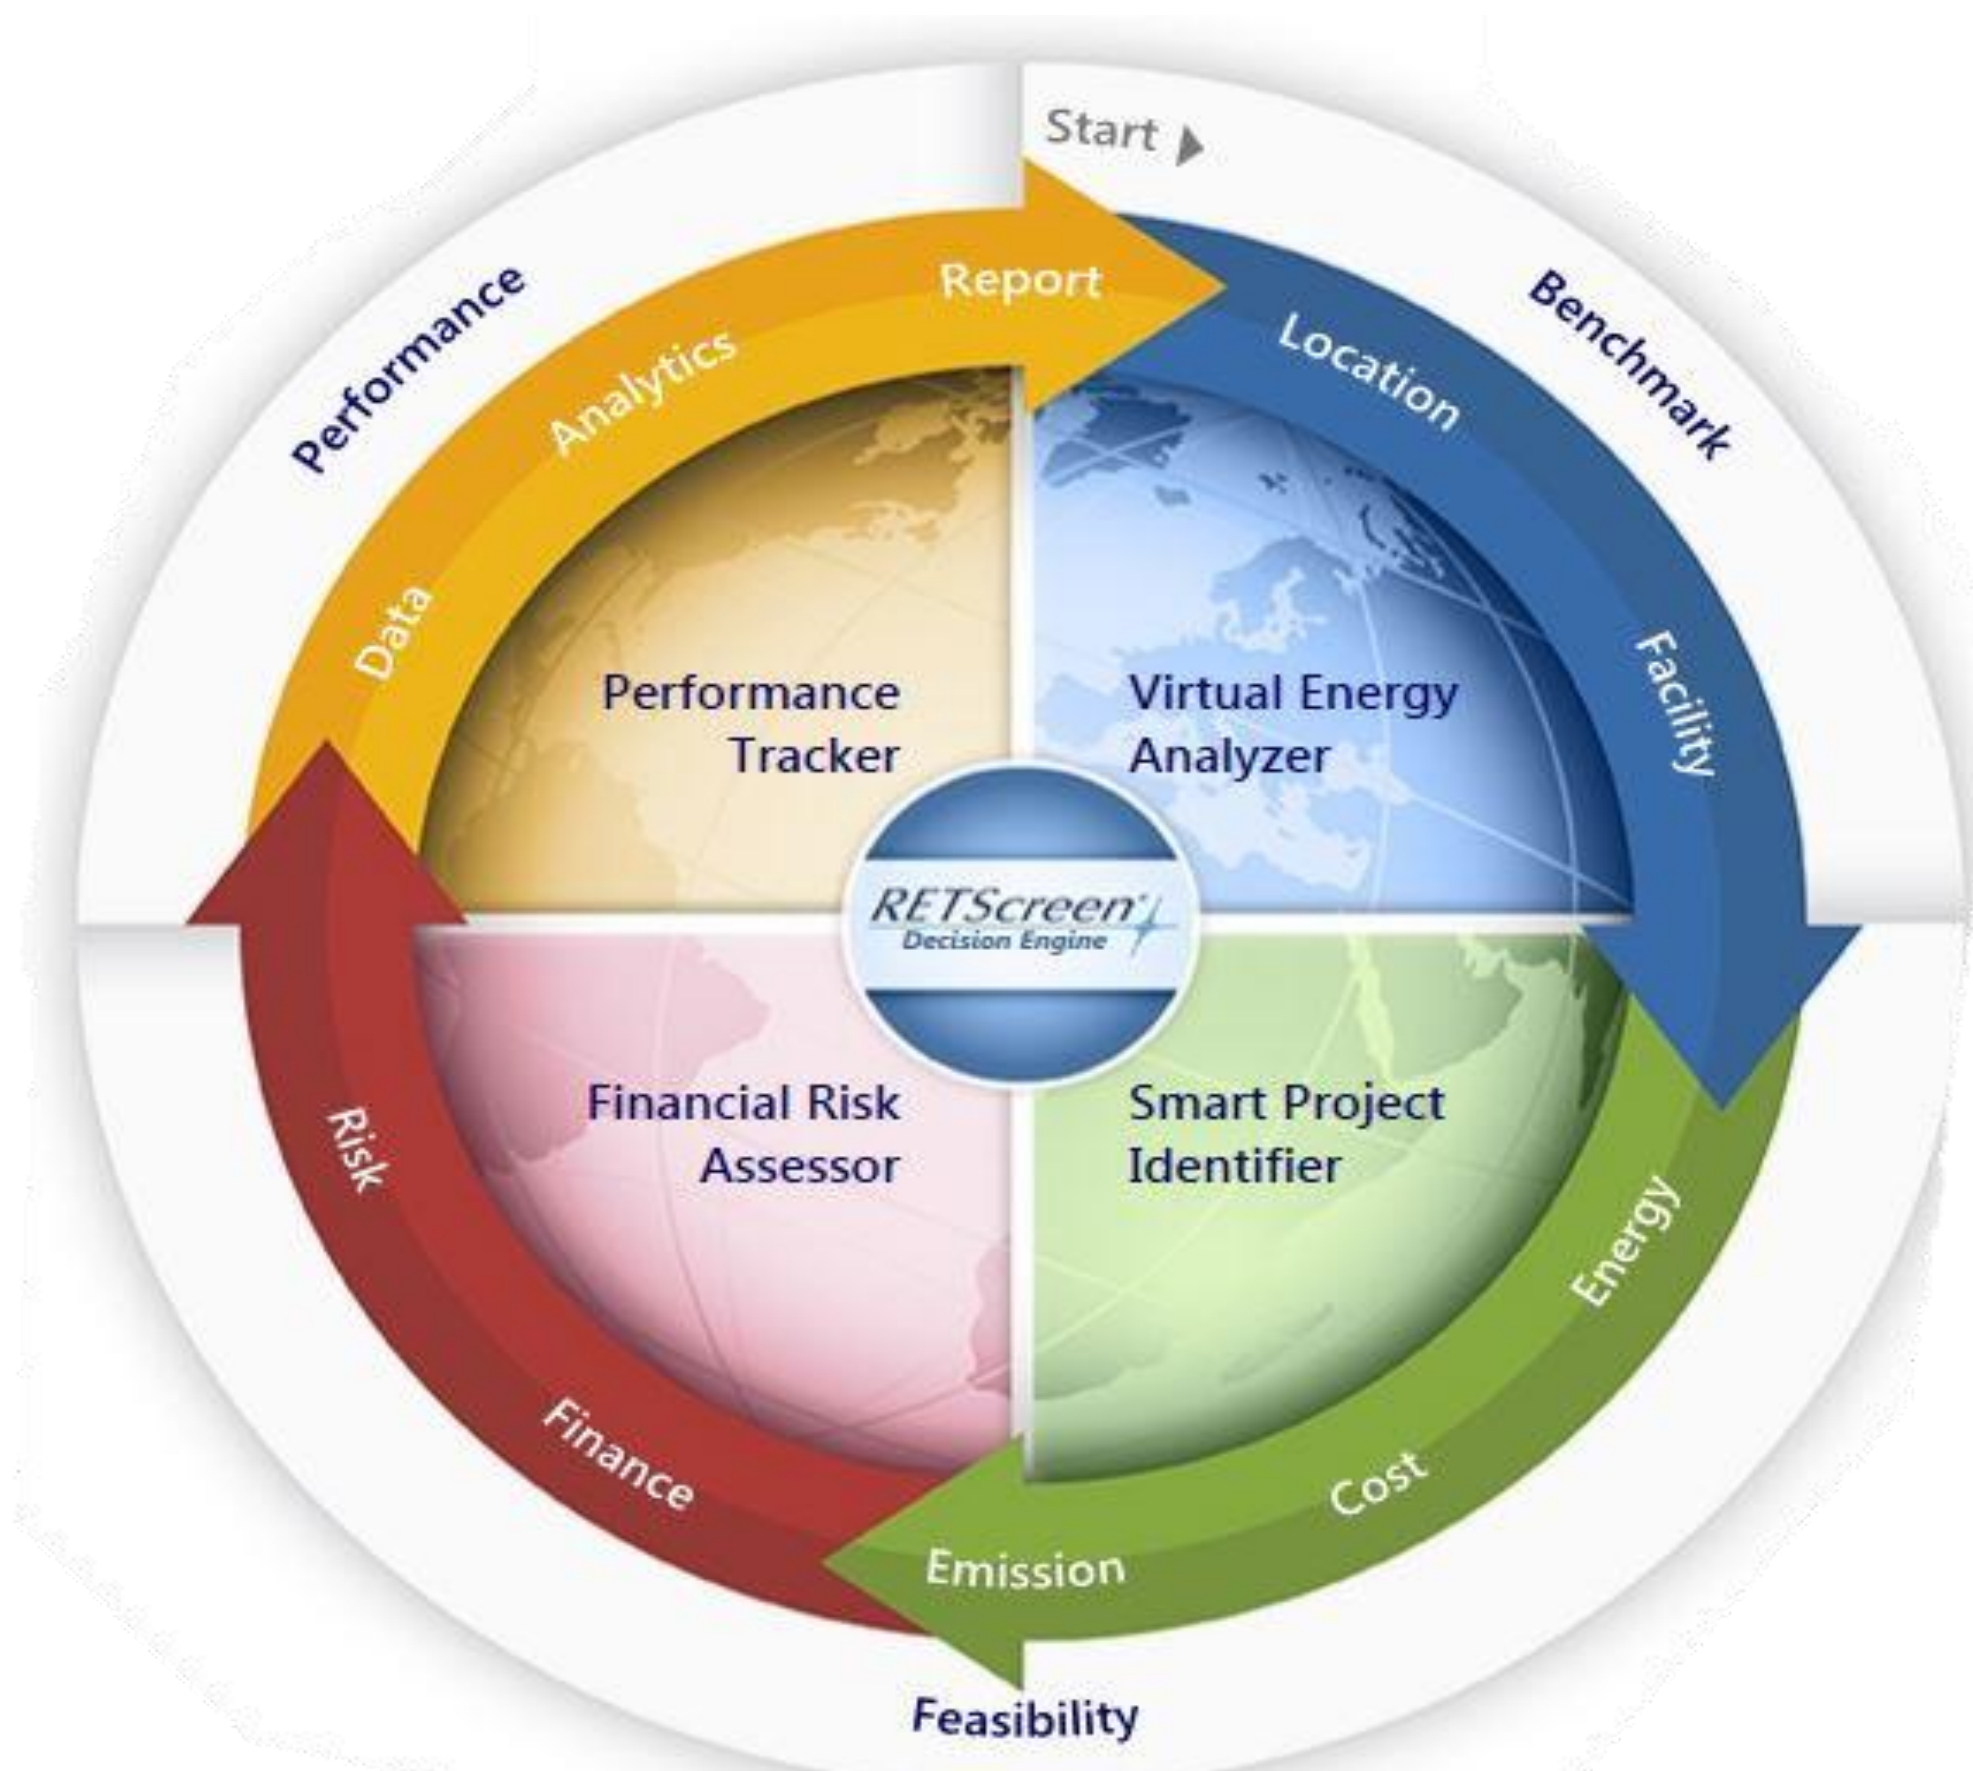 Start
Benchmark
Location
Facility
Virtual Energy
Analyzer
Energy
Cost
Emission
Smart Project
Identifier
Feasibility
Finance
Risk
Financial Risk
Assessor
Performance
Data
Analytics
Report
Performance
Tracker
RETScreen®
Decision Engine